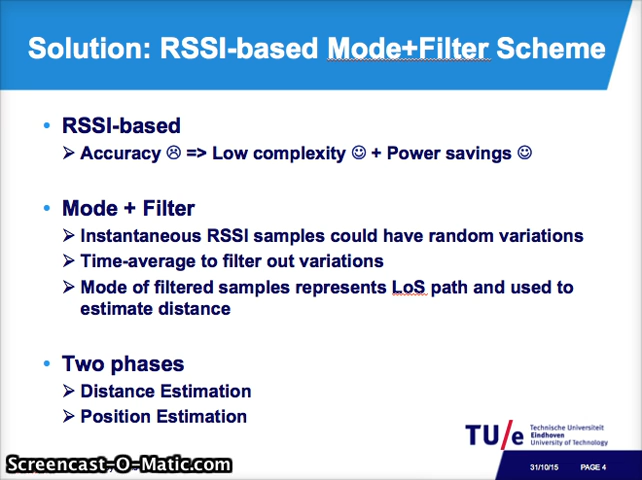 Solution: RSSI-based Mode+Filter Scheme
• RSSI-based
➢ Accuracy ☹ => Low complexity ☺ + Power savings ☺
• Mode + Filter
➢ Instantaneous RSSI samples could have random variations
➢ Time-average to filter out variations
➢ Mode of filtered samples represents LoS path and used to
estimate distance
• Two phases
➢ Distance Estimation
➢ Position Estimation
TU/e
Technische Universiteit
Eindhoven
University of Technology
Screencast-O-Matic.com
31/10/15 PAGE 4